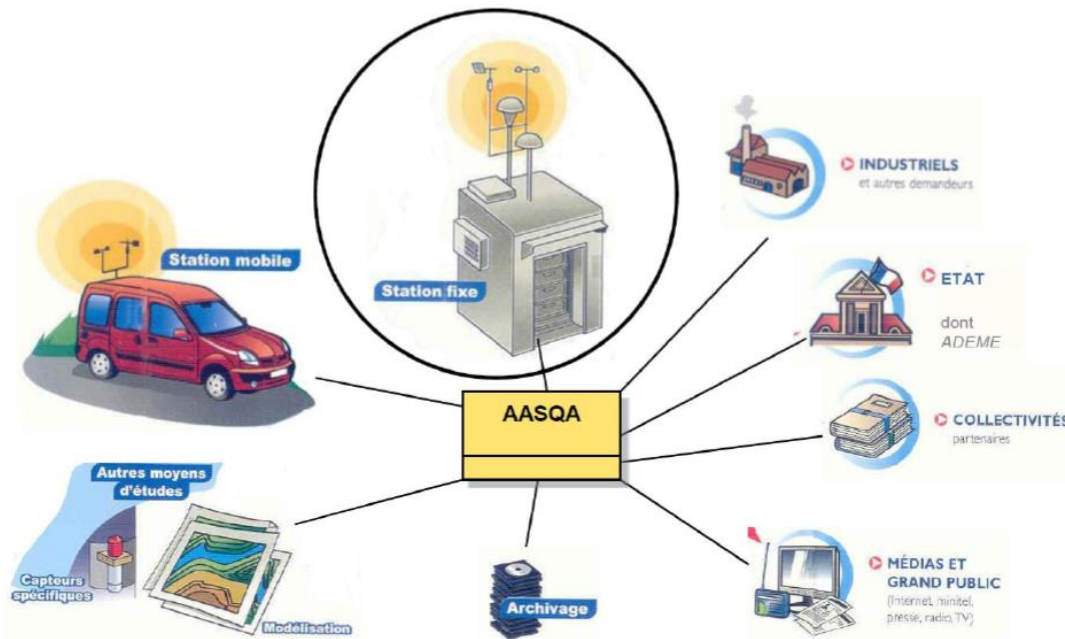 INDUSTRIELS
et autres demandeurs
Station mobile
Station fixe
ETAT
dont
ADEME
AASQA
COLLECTIVITÉS
partenaires
Autres moyens
d'études
Capteurs
spécifiques
Modélisation
Archivage
MÉDIAS ET
GRAND PUBLIC
(Internet, minitel,
presse, radio, TV)